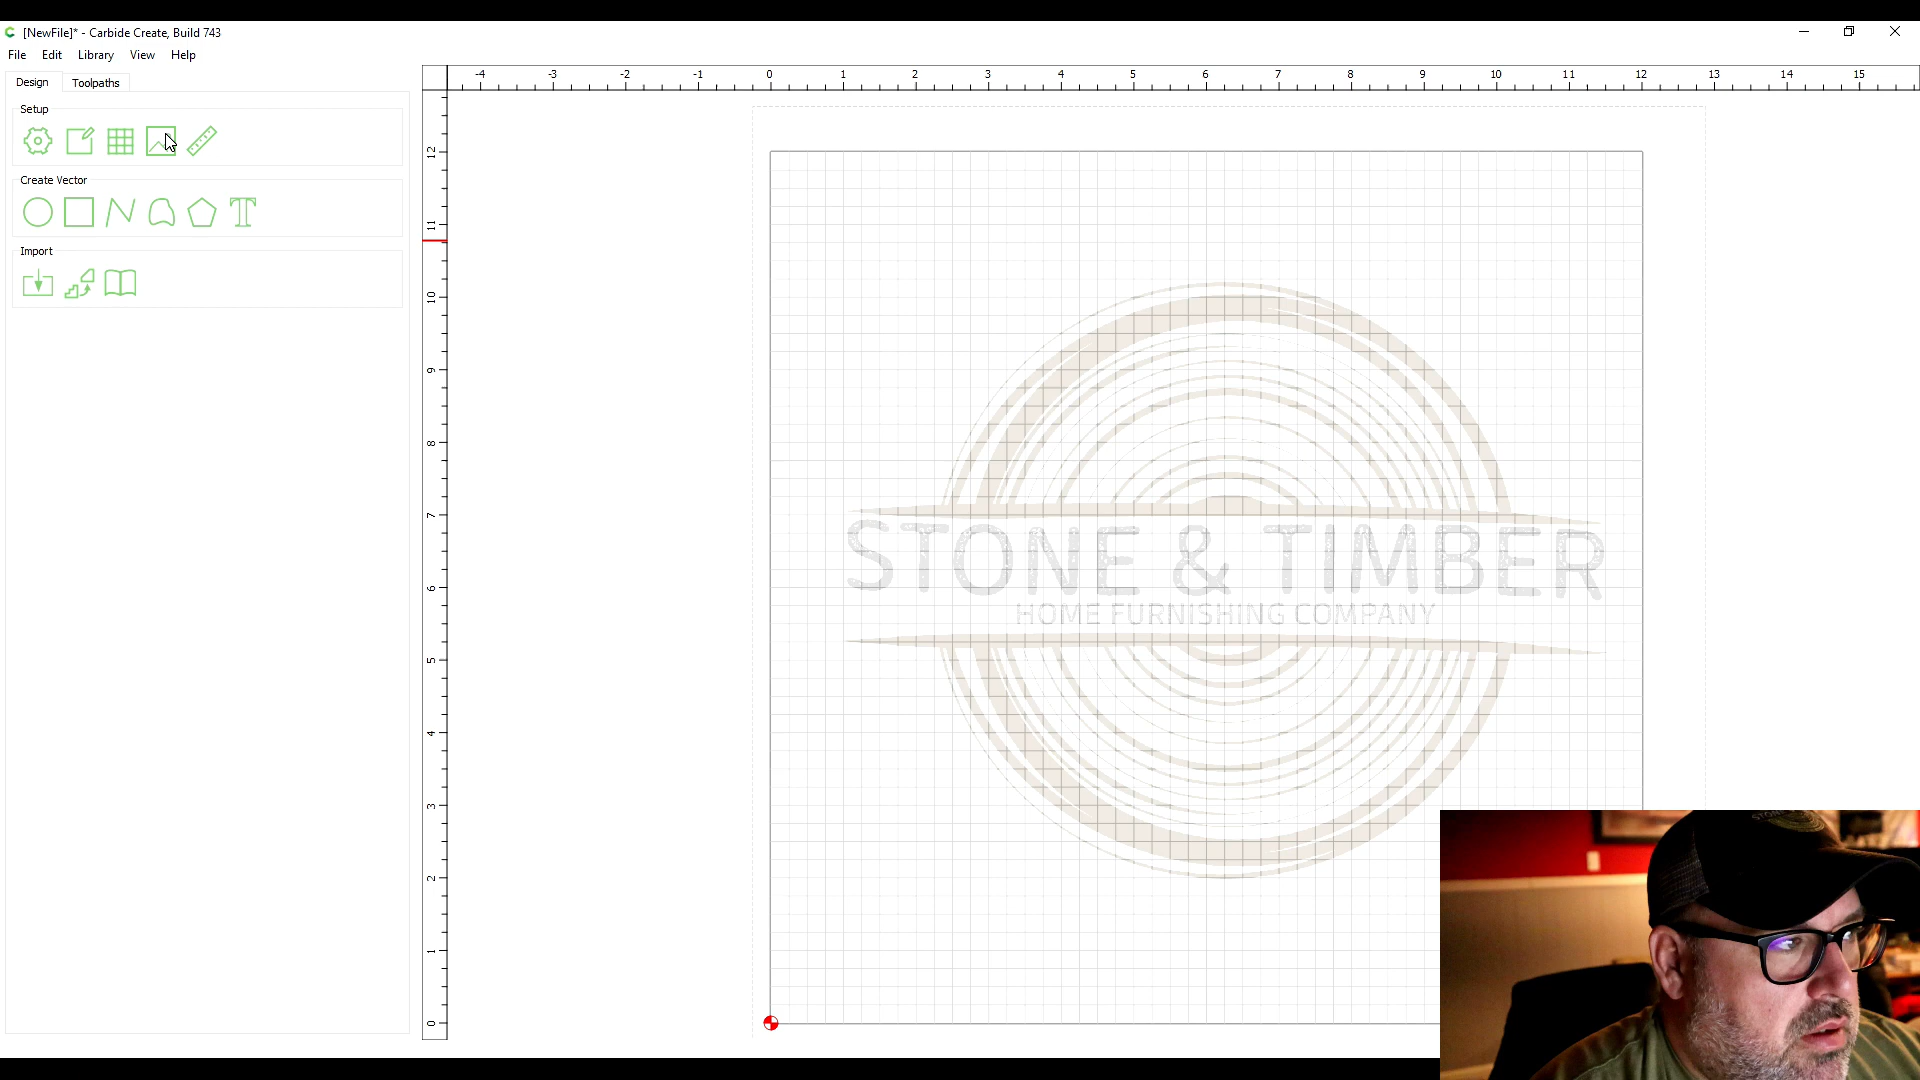 [NewFile]* - Carbide Create, Build 743
File Edit Library View Help
Design Toolpaths
Setup
Create Vector
Import
-4 -3 -2 -1 0 1 2 3 4 5 6 7 8 9 10 11 12 13 14 15
12
11
10
9
8
7
6
5
4
3
2
1
0
STONE & TIMBER
HOME FURNISHING COMPANY